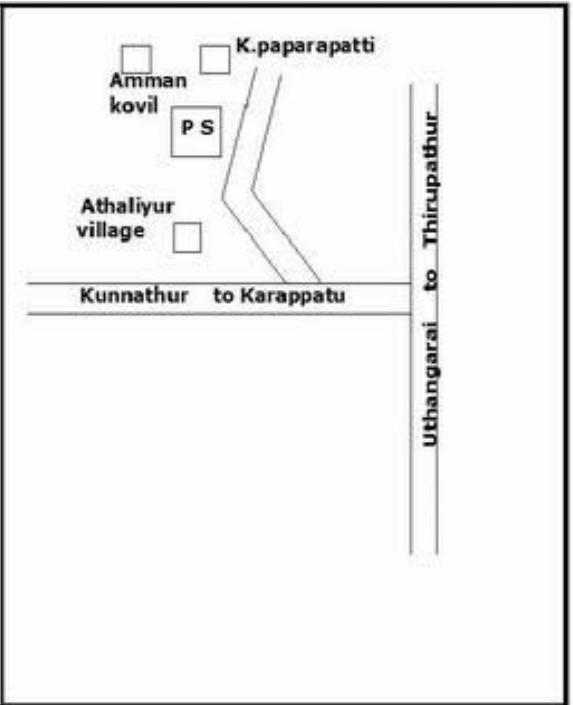 K.paparapatti
Amman
kovil
P S
Athaliyur
village
Kunnathur to Karappatu
Uthangarai to Thirupathur